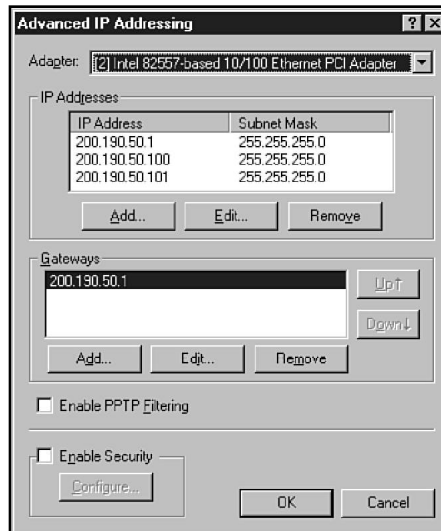 Advanced IP Addressing
Adapter: [2] Intel 82557-based 10/100 Ethernet PCI Adapter
IP Addresses
IP Address Subnet Mask
200.190.50.1 255.255.255.0
200.190.50.100 255.255.255.0
200.190.50.101 255.255.255.0
Add... Edit... Remove
Gateways
200.190.50.1
Up↑
Down↓
Add... Edit... Remove
Enable PPTP Filtering
Enable Security
Configure...
OK Cancel